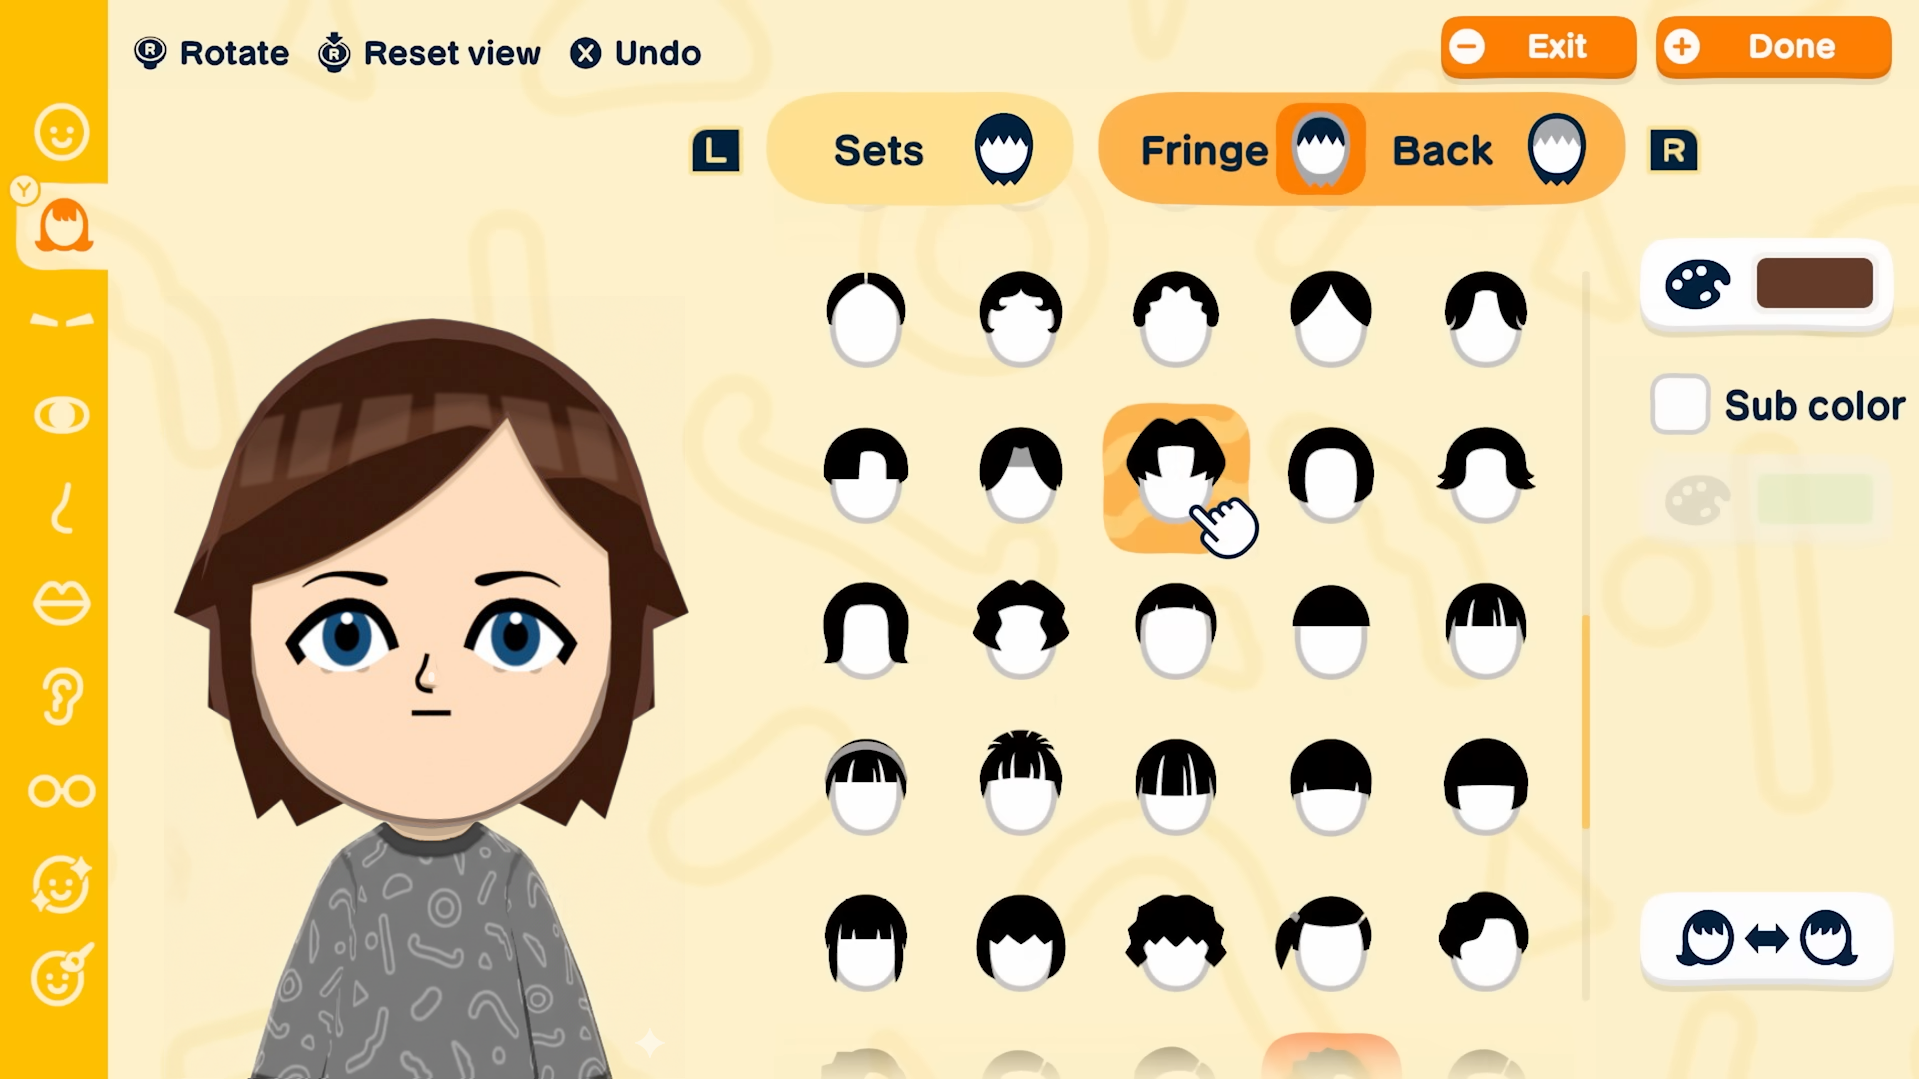 R Rotate R Reset view X Undo
Exit
Done
L Sets Fringe Back R
Y
Sub color